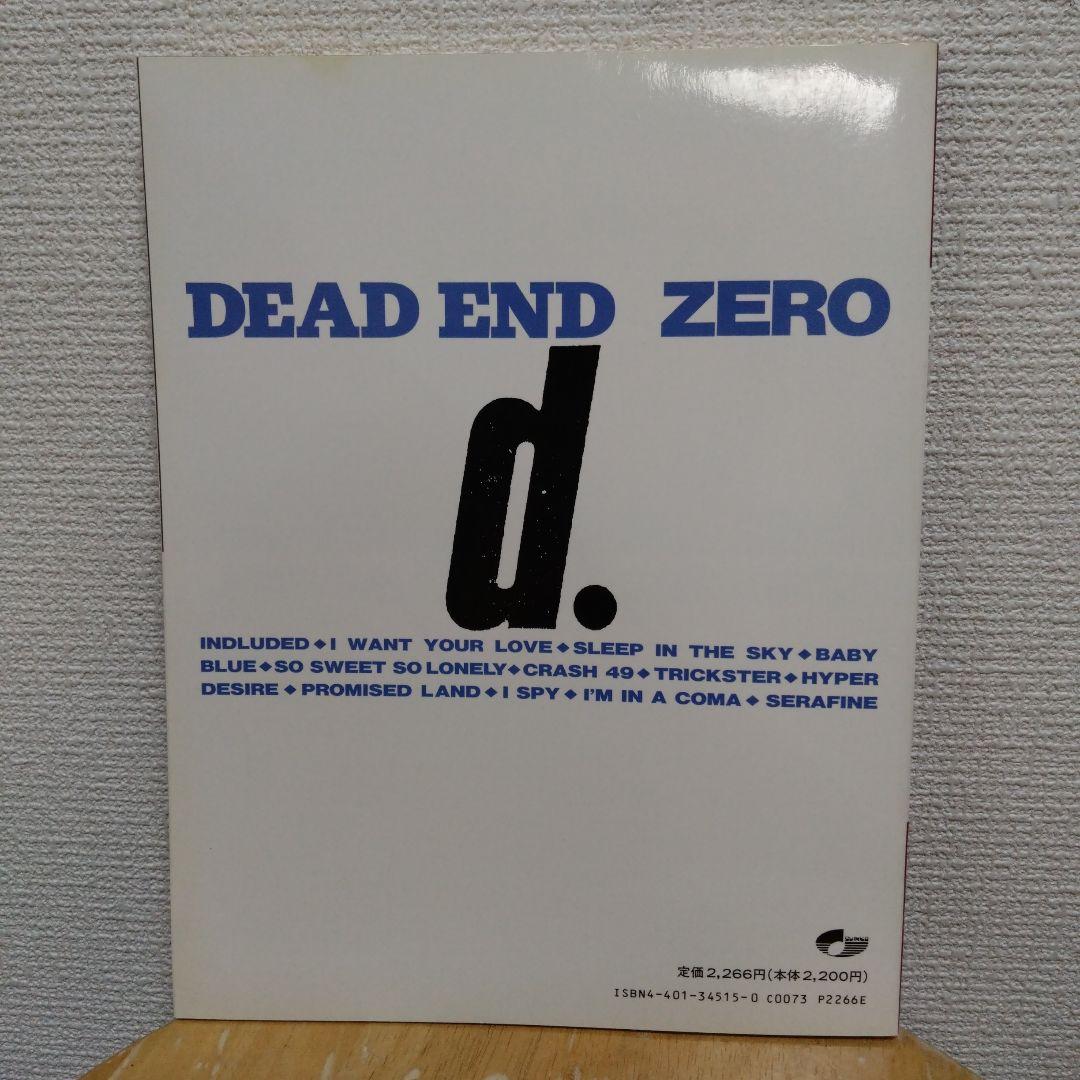 DEAD END ZERO
d.
INDLUDED◆I WANT YOUR LOVE◆SLEEP IN THE SKY◆BABY
BLUE◆SO SWEET SO LONELY◆CRASH 49◆TRICKSTER◆HYPER
DESIRE◆PROMISED LAND◆I SPY◆I'M IN A COMA◆SERAFINE
定価2,266円(本体2,200円)
ISBN4-401-34515-0 C0073 P2266E